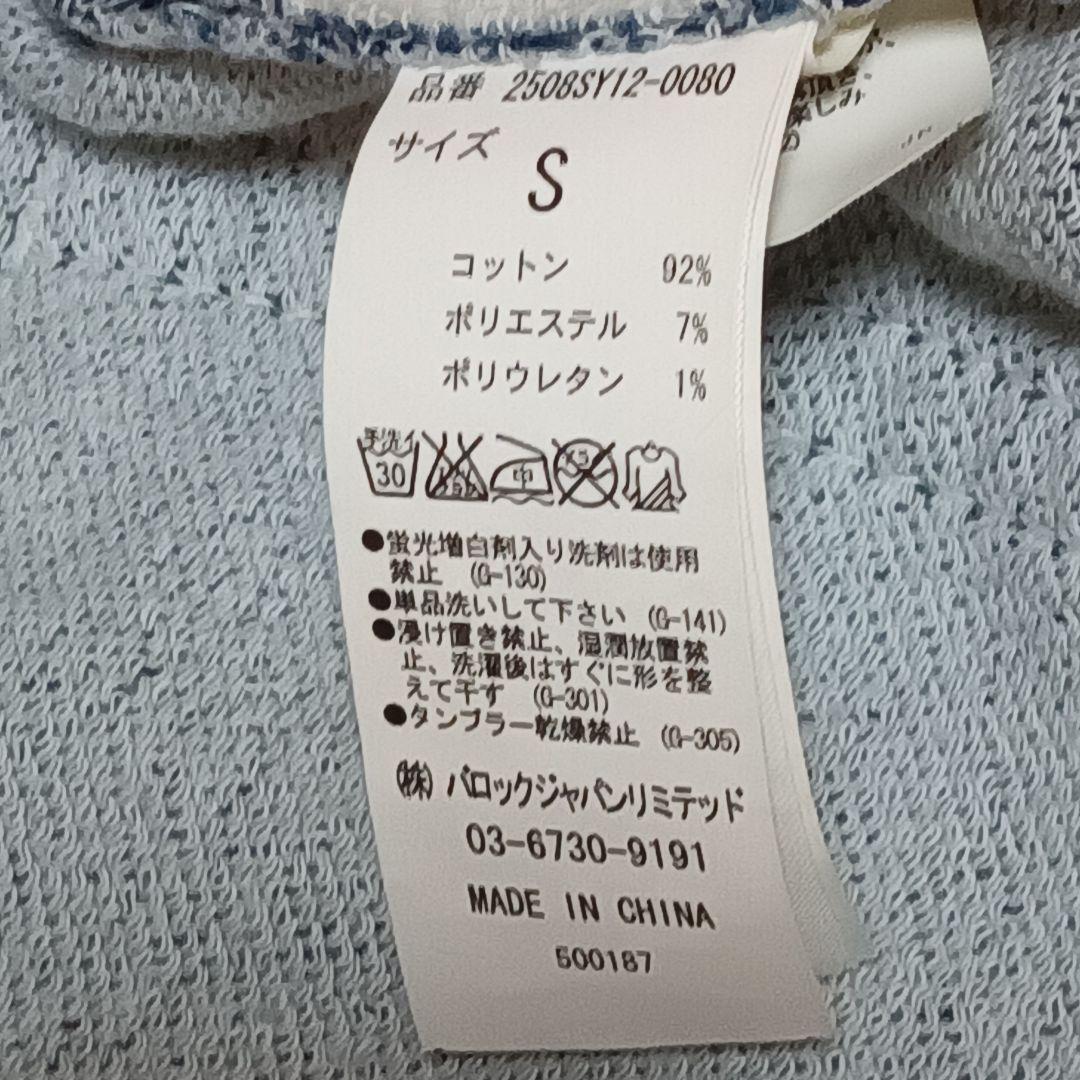 品番 2508SY12-0080
サイズ
S
コットン 92%
ポリエステル 7%
ポリウレタン 1%
手洗イ
30
中
●蛍光増白剤入り洗剤は使用
禁止 (G-130)
●単品洗いして下さい (G-141)
●浸け置き禁止、湿潤放置禁
止、洗濯後はすぐに形を整
えて干す (G-301)
●タンブラー乾燥禁止 (G-305)
(株) バロックジャパンリミテッド
03-6730-9191
MADE IN CHINA
500187